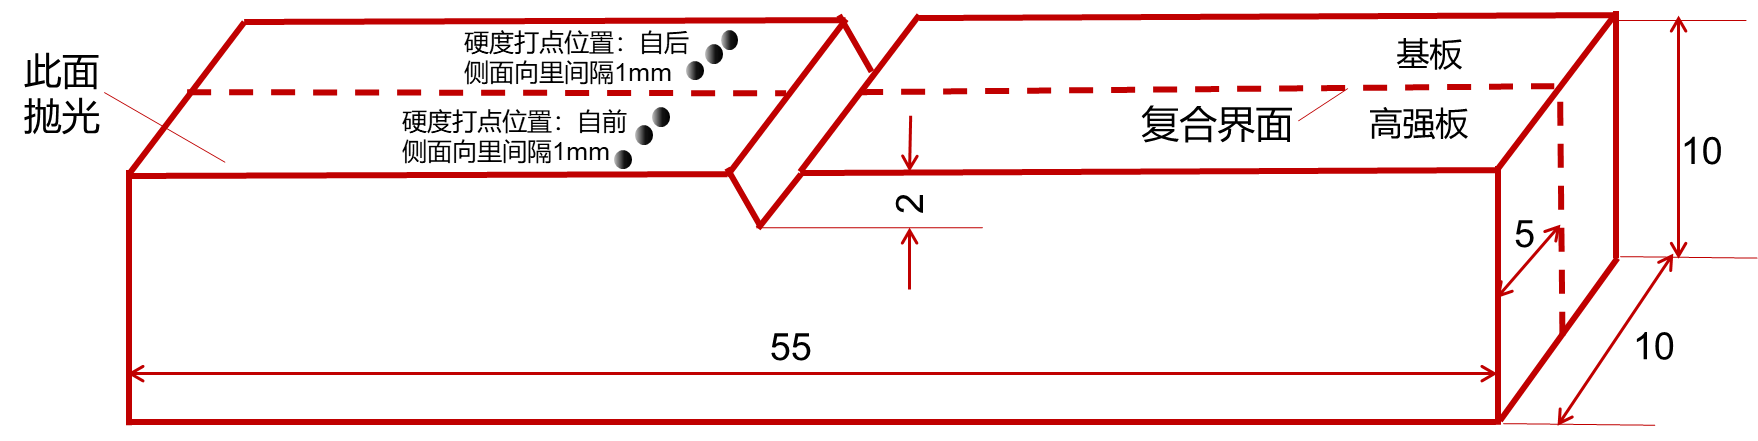 硬度打点位置：自后
侧面向里间隔1mm
基板
此面
抛光
硬度打点位置：自前
侧面向里间隔1mm
复合界面
高强板
10
2
5
55
10